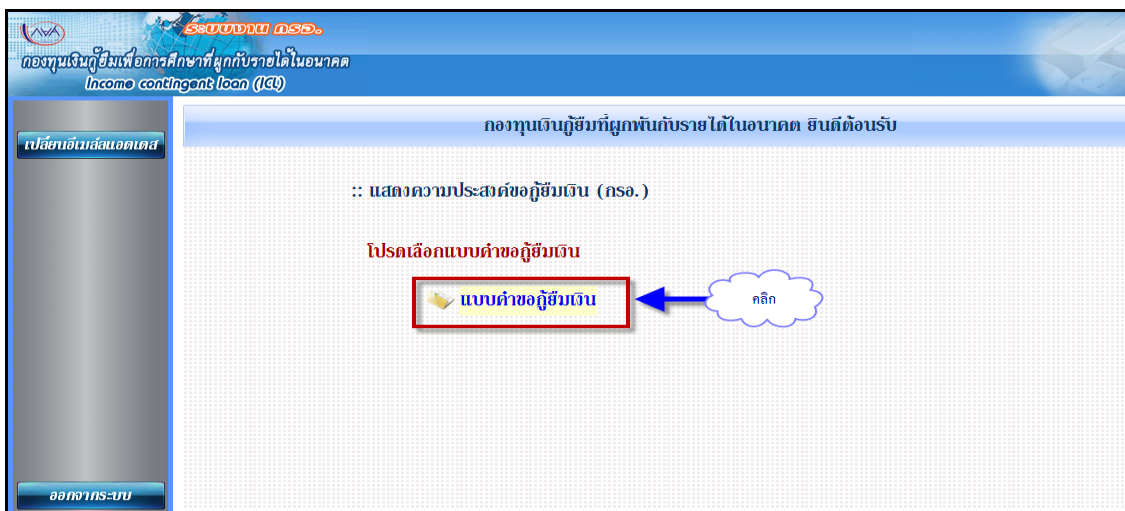 ระบบงาน กรอ.
กองทุนเงินกู้ยืมเพื่อการศึกษาที่ผูกกับรายได้ในอนาคต
Income contingent loan (ICL)
กองทุนเงินกู้ยืมที่ผูกพันกับรายได้ในอนาคต ยินดีต้อนรับ
เปลี่ยนอีเมล์แอดเดส
:: แสดงความประสงค์ขอกู้ยืมเงิน (กรอ.)
โปรดเลือกแบบคำขอกู้ยืมเงิน
แบบคำขอกู้ยืมเงิน
คลิก
ออกจากระบบ